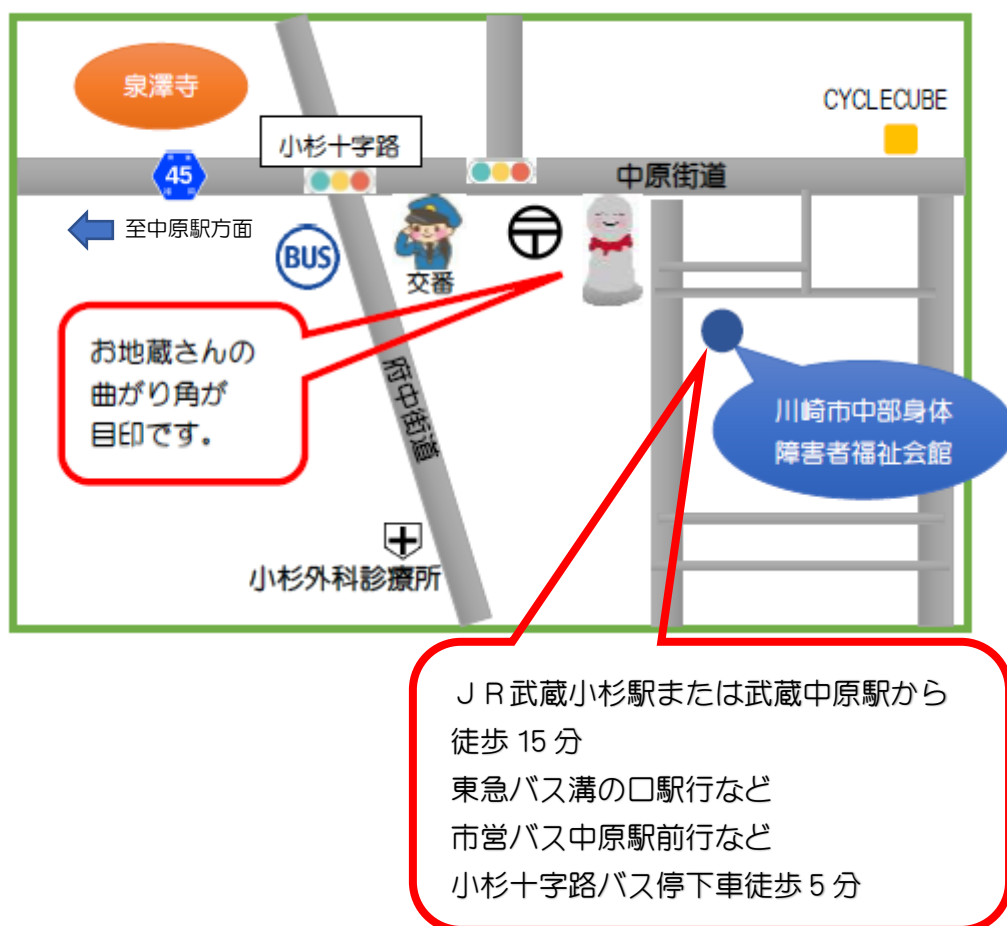 泉澤寺
CYCLECUBE
小杉十字路
45
中原街道
至中原駅方面
BUS
交番
お地蔵さんの
曲がり角が
目印です。
府中街道
川崎市中部身体
障害者福祉会館
小杉外科診療所
ＪＲ武蔵小杉駅または武蔵中原駅から
徒歩 15 分
東急バス溝の口駅行など
市営バス中原駅前行など
小杉十字路バス停下車徒歩５分